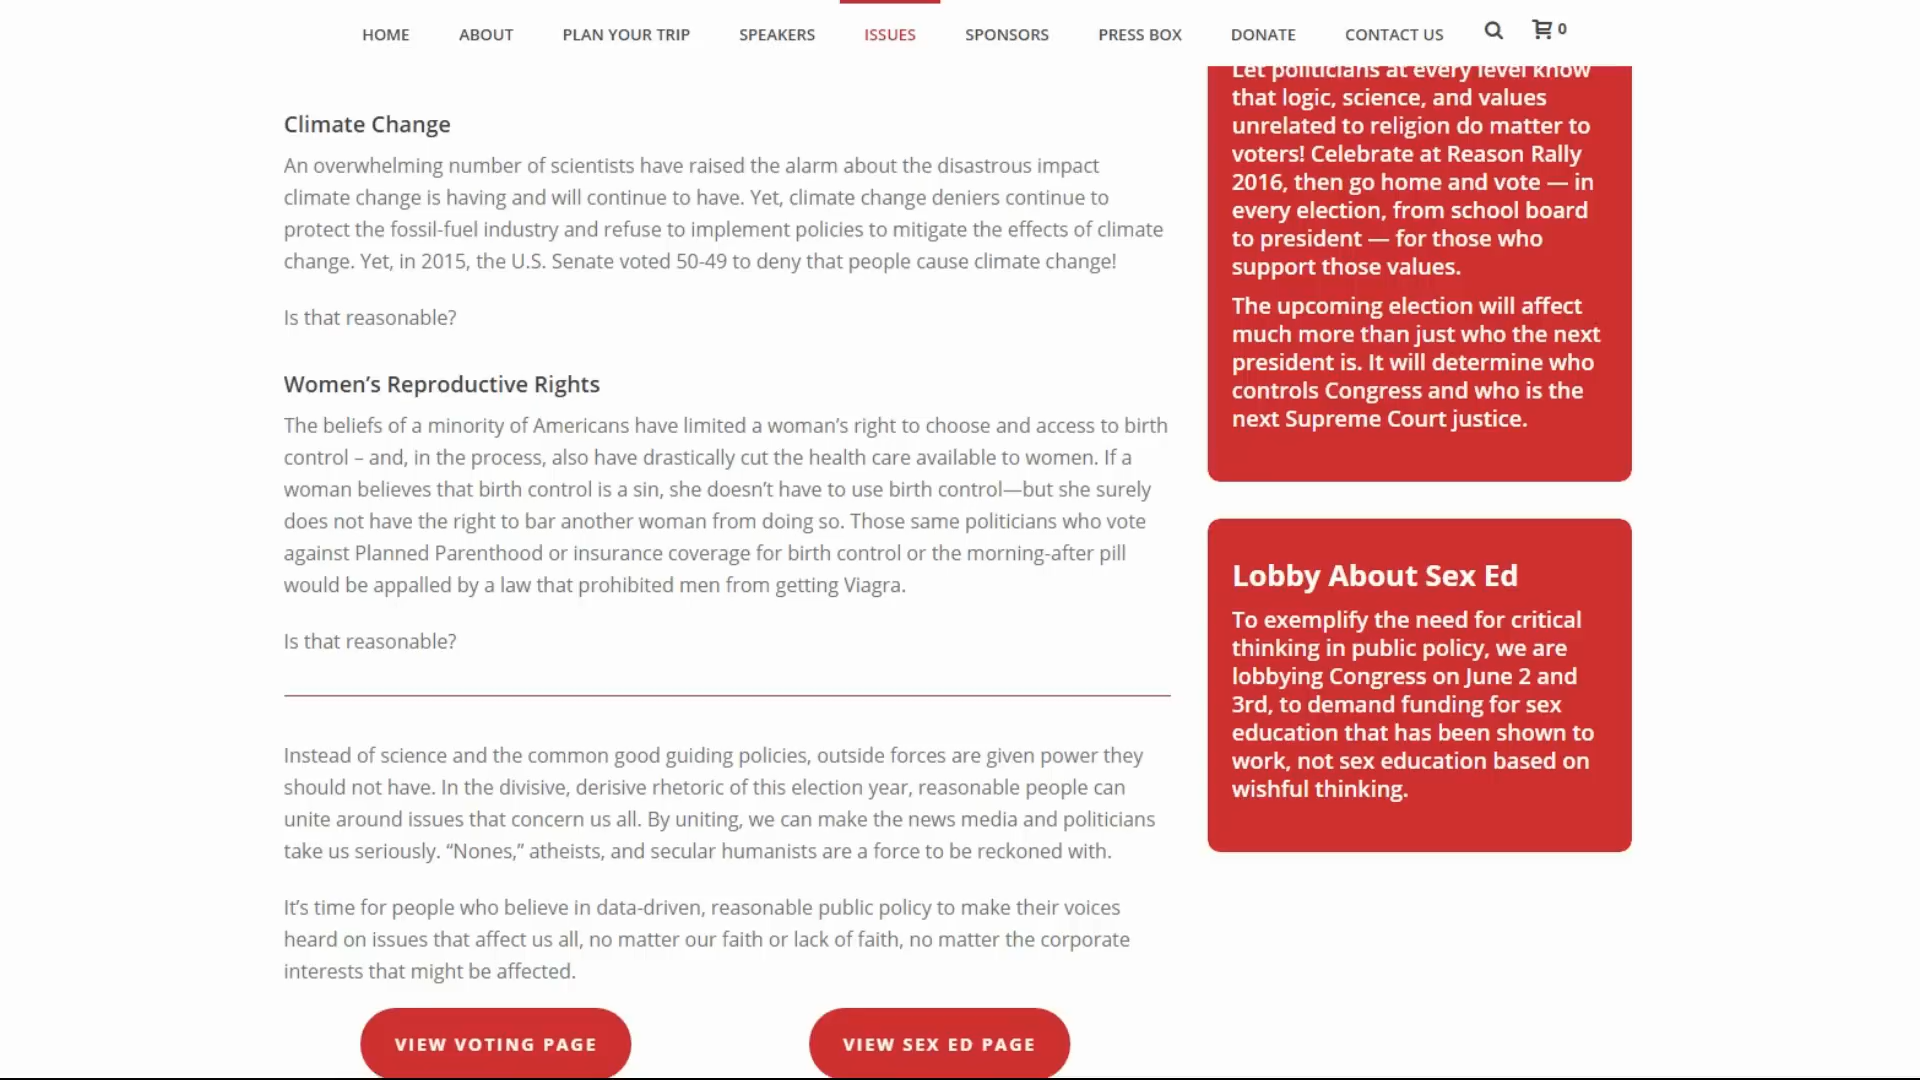 HOME
ABOUT
PLAN YOUR TRIP
SPEAKERS
ISSUES
SPONSORS
PRESS BOX
DONATE
CONTACT US
0
Climate Change
An overwhelming number of scientists have raised the alarm about the disastrous impact
climate change is having and will continue to have. Yet, climate change deniers continue to
protect the fossil-fuel industry and refuse to implement policies to mitigate the effects of climate
change. Yet, in 2015, the U.S. Senate voted 50-49 to deny that people cause climate change!
Is that reasonable?
Women’s Reproductive Rights
The beliefs of a minority of Americans have limited a woman’s right to choose and access to birth
control – and, in the process, also have drastically cut the health care available to women. If a
woman believes that birth control is a sin, she doesn’t have to use birth control—but she surely
does not have the right to bar another woman from doing so. Those same politicians who vote
against Planned Parenthood or insurance coverage for birth control or the morning-after pill
would be appalled by a law that prohibited men from getting Viagra.
Is that reasonable?
Instead of science and the common good guiding policies, outside forces are given power they
should not have. In the divisive, derisive rhetoric of this election year, reasonable people can
unite around issues that concern us all. By uniting, we can make the news media and politicians
take us seriously. “Nones,” atheists, and secular humanists are a force to be reckoned with.
It’s time for people who believe in data-driven, reasonable public policy to make their voices
heard on issues that affect us all, no matter our faith or lack of faith, no matter the corporate
interests that might be affected.
VIEW VOTING PAGE
VIEW SEX ED PAGE
Let politicians at every level know
that logic, science, and values
unrelated to religion do matter to
voters! Celebrate at Reason Rally
2016, then go home and vote — in
every election, from school board
to president — for those who
support those values.
The upcoming election will affect
much more than just who the next
president is. It will determine who
controls Congress and who is the
next Supreme Court justice.
Lobby About Sex Ed
To exemplify the need for critical
thinking in public policy, we are
lobbying Congress on June 2 and
3rd, to demand funding for sex
education that has been shown to
work, not sex education based on
wishful thinking.